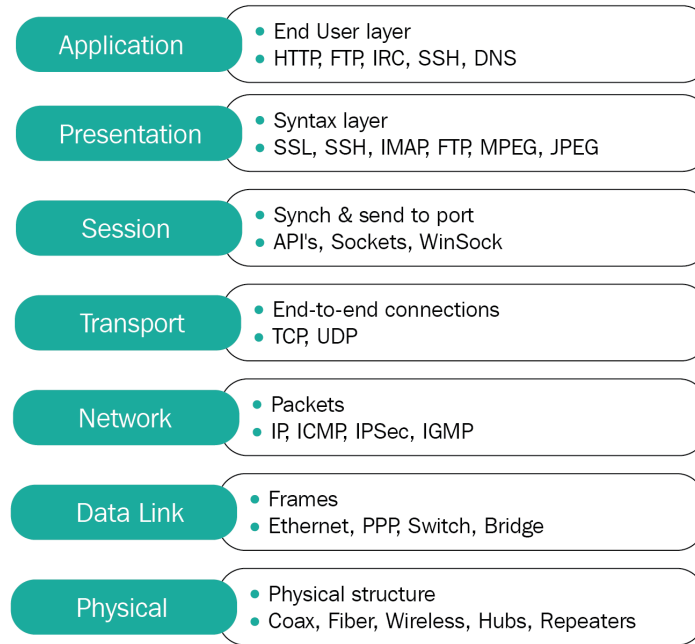 Application
End User layer
HTTP, FTP, IRC, SSH, DNS
Presentation
Syntax layer
SSL, SSH, IMAP, FTP, MPEG, JPEG
Session
Synch & send to port
API's, Sockets, WinSock
Transport
End-to-end connections
TCP, UDP
Network
Packets
IP, ICMP, IPSec, IGMP
Data Link
Frames
Ethernet, PPP, Switch, Bridge
Physical
Physical structure
Coax, Fiber, Wireless, Hubs, Repeaters